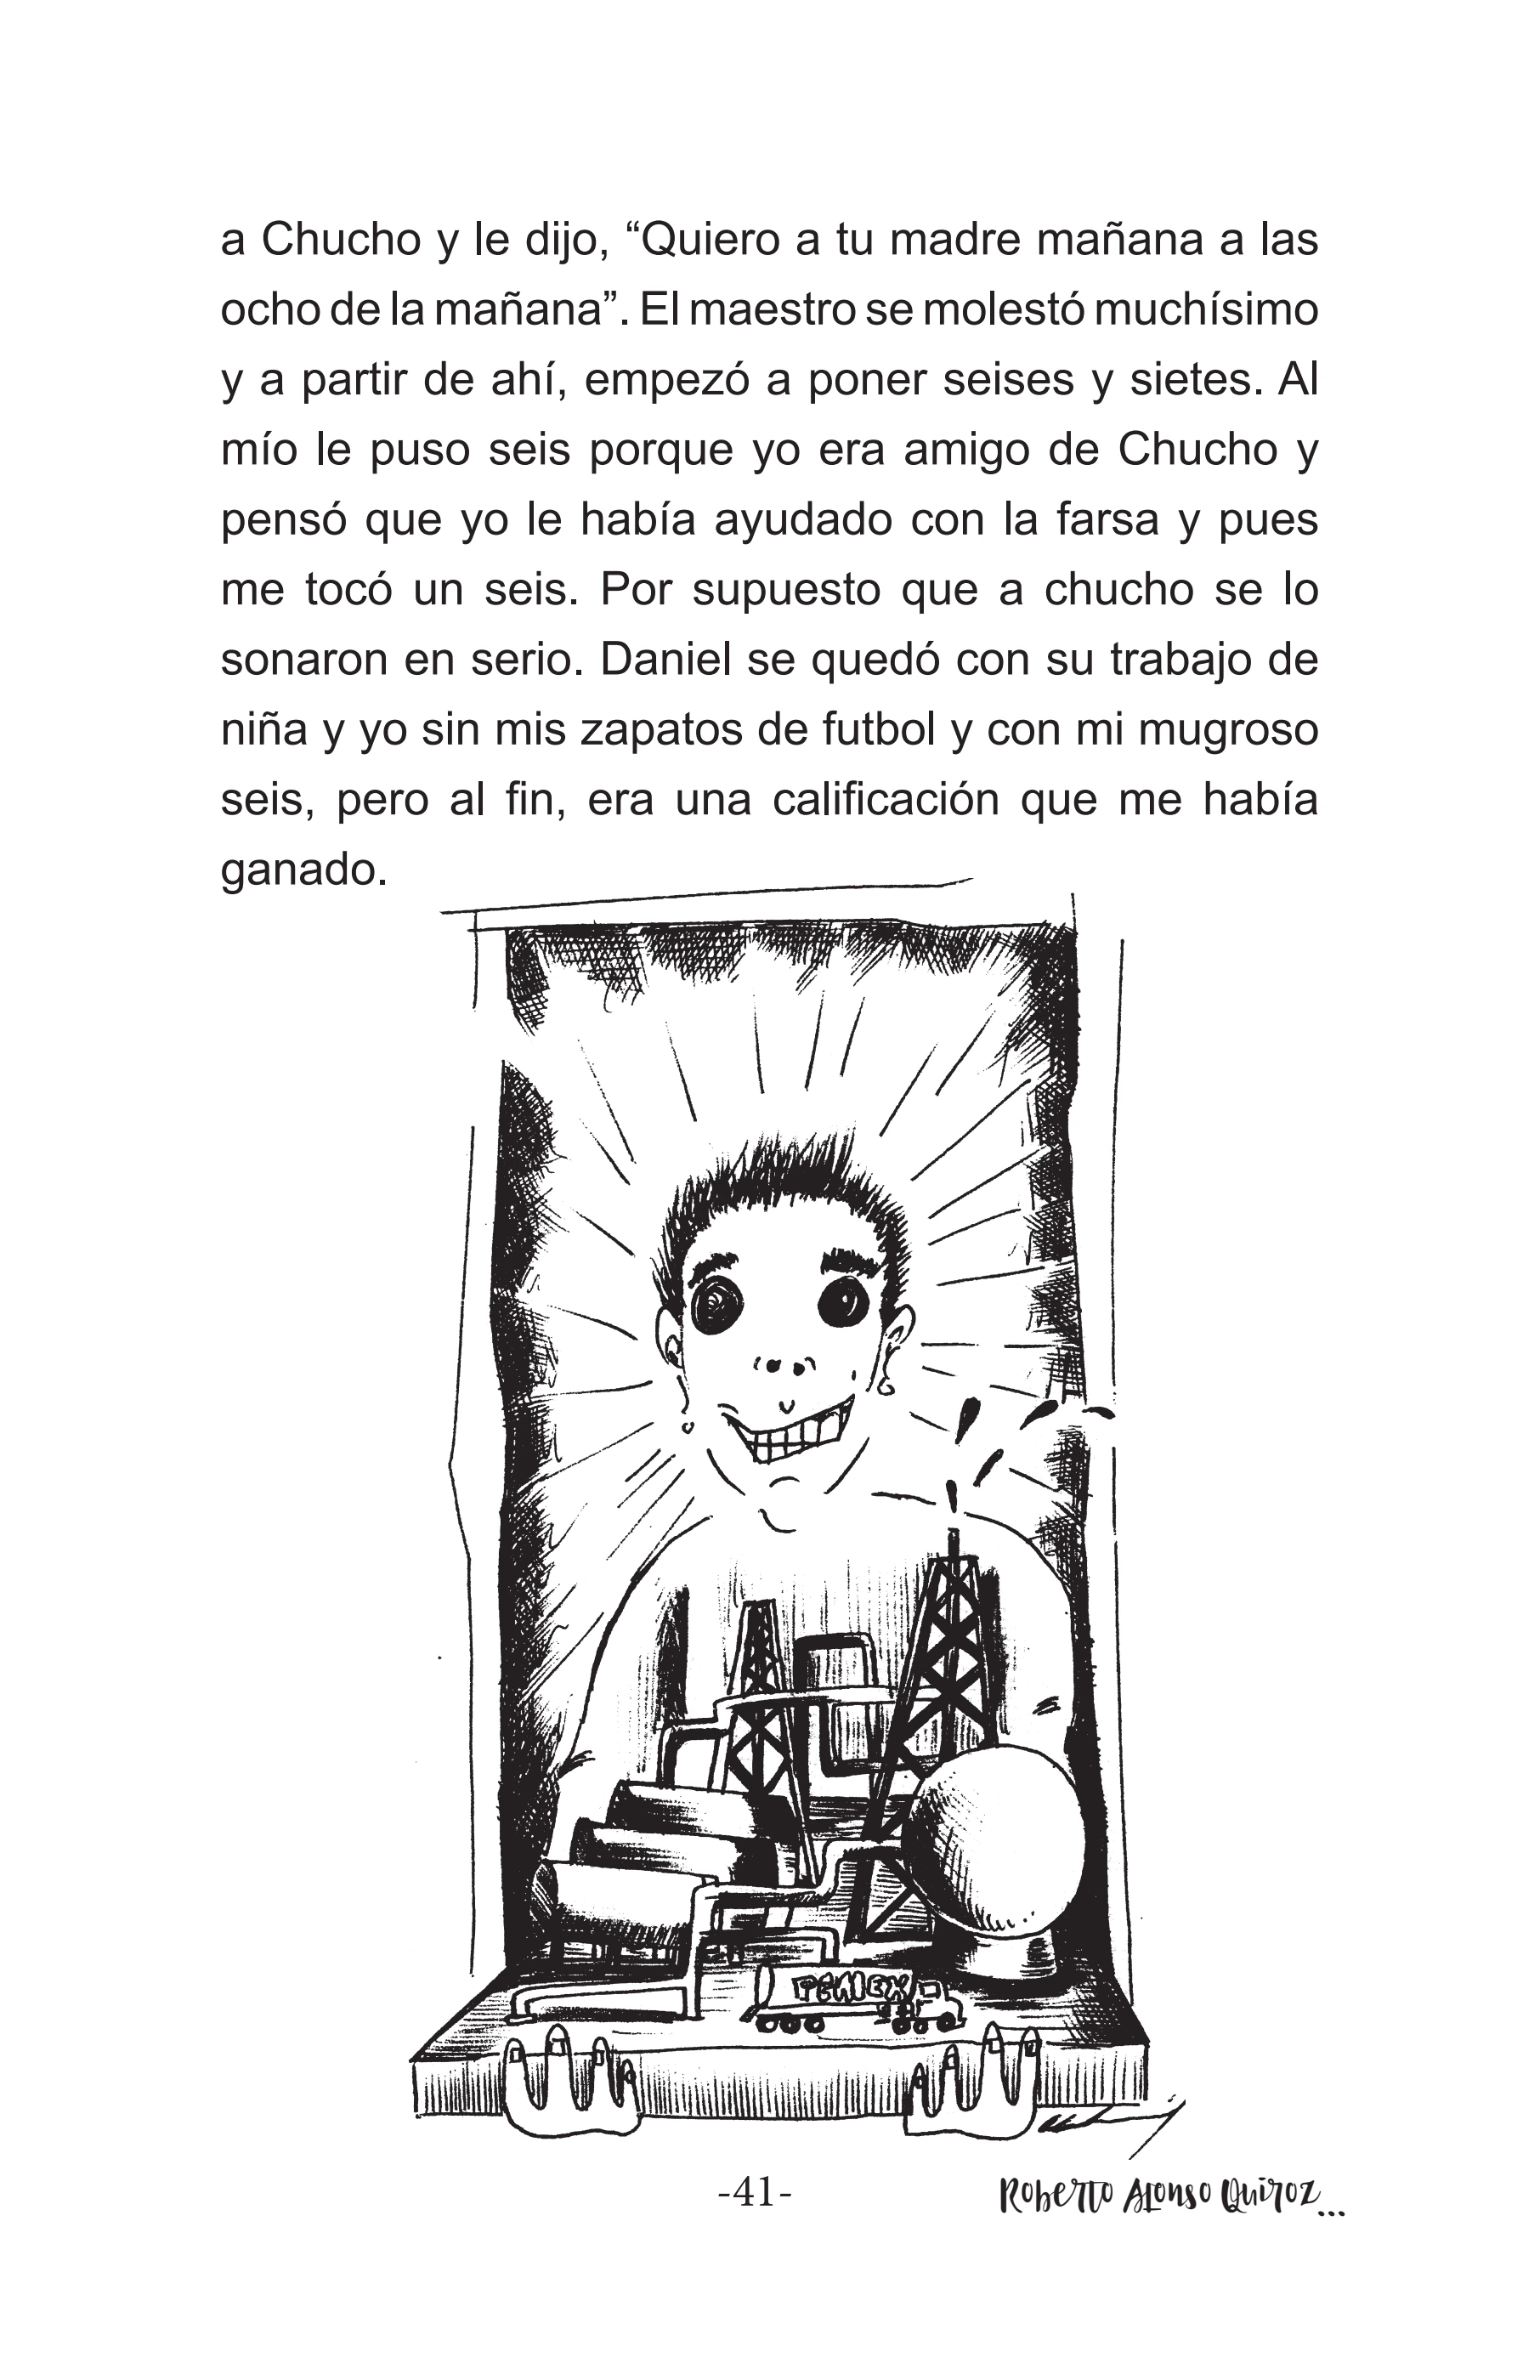 a Chucho y le dijo, “Quiero a tu madre mañana a las
ocho de la mañana”. El maestro se molestó muchísimo
y a partir de ahí, empezó a poner seises y sietes. Al
mío le puso seis porque yo era amigo de Chucho y
pensó que yo le había ayudado con la farsa y pues
me tocó un seis. Por supuesto que a chucho se lo
sonaron en serio. Daniel se quedó con su trabajo de
niña y yo sin mis zapatos de futbol y con mi mugroso
seis, pero al fin, era una calificación que me había
ganado.
PEMEX
-41-
Roberto Alonso Quiroz...